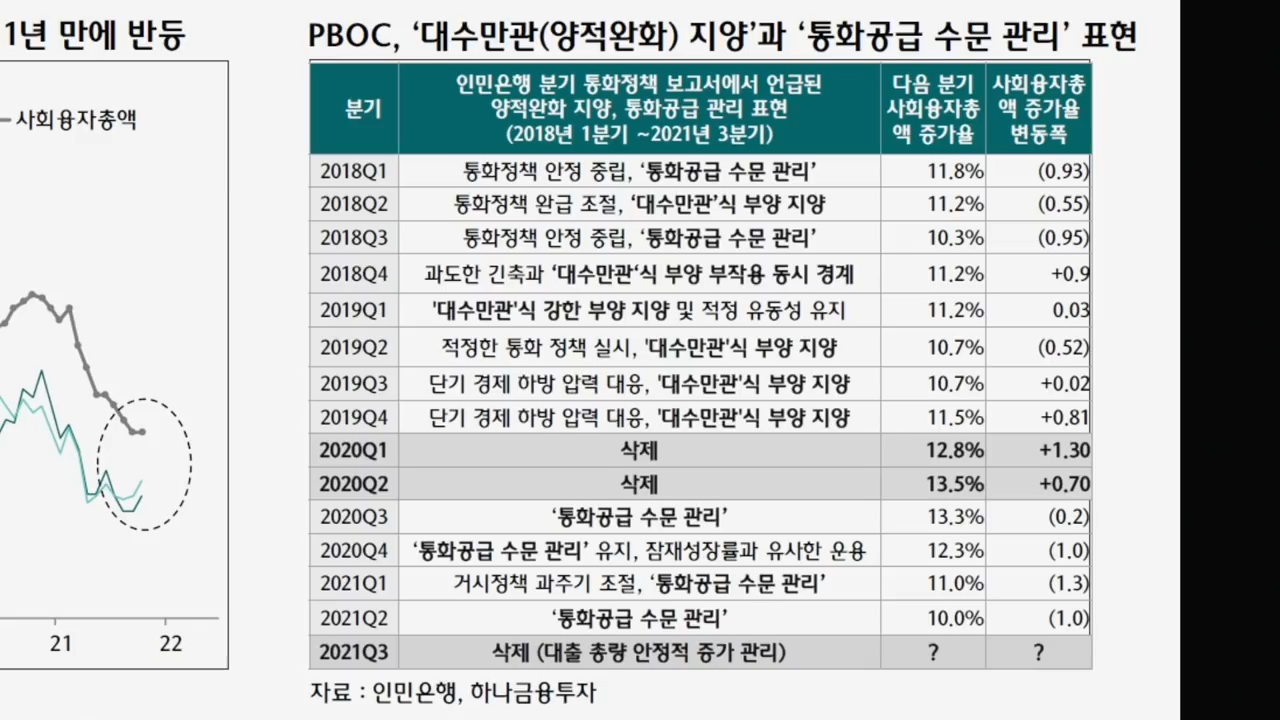 1년 만에 반등
사회융자총액
21 22
PBOC, ‘대수만관(양적완화) 지양’과 ‘통화공급 수문 관리’ 표현
분기 인민은행 분기 통화정책 보고서에서 언급된 양적완화 지양, 통화공급 관리 표현 (2018년 1분기 ~2021년 3분기) 다음 분기 사회융자총액 증가율 사회융자총액 증가율 변동폭
2018Q1 통화정책 안정 중립, ‘통화공급 수문 관리’ 11.8% (0.93)
2018Q2 통화정책 완급 조절, ‘대수만관’식 부양 지양 11.2% (0.55)
2018Q3 통화정책 안정 중립, ‘통화공급 수문 관리’ 10.3% (0.95)
2018Q4 과도한 긴축과 ‘대수만관‘식 부양 부작용 동시 경계 11.2% +0.9
2019Q1 '대수만관'식 강한 부양 지양 및 적정 유동성 유지 11.2% 0.03
2019Q2 적정한 통화 정책 실시, '대수만관'식 부양 지양 10.7% (0.52)
2019Q3 단기 경제 하방 압력 대응, '대수만관'식 부양 지양 10.7% +0.02
2019Q4 단기 경제 하방 압력 대응, '대수만관'식 부양 지양 11.5% +0.81
2020Q1 삭제 12.8% +1.30
2020Q2 삭제 13.5% +0.70
2020Q3 ‘통화공급 수문 관리’ 13.3% (0.2)
2020Q4 ‘통화공급 수문 관리’ 유지, 잠재성장률과 유사한 운용 12.3% (1.0)
2021Q1 거시정책 과주기 조절, ‘통화공급 수문 관리’ 11.0% (1.3)
2021Q2 ‘통화공급 수문 관리’ 10.0% (1.0)
2021Q3 삭제 (대출 총량 안정적 증가 관리) ? ?
자료 : 인민은행, 하나금융투자